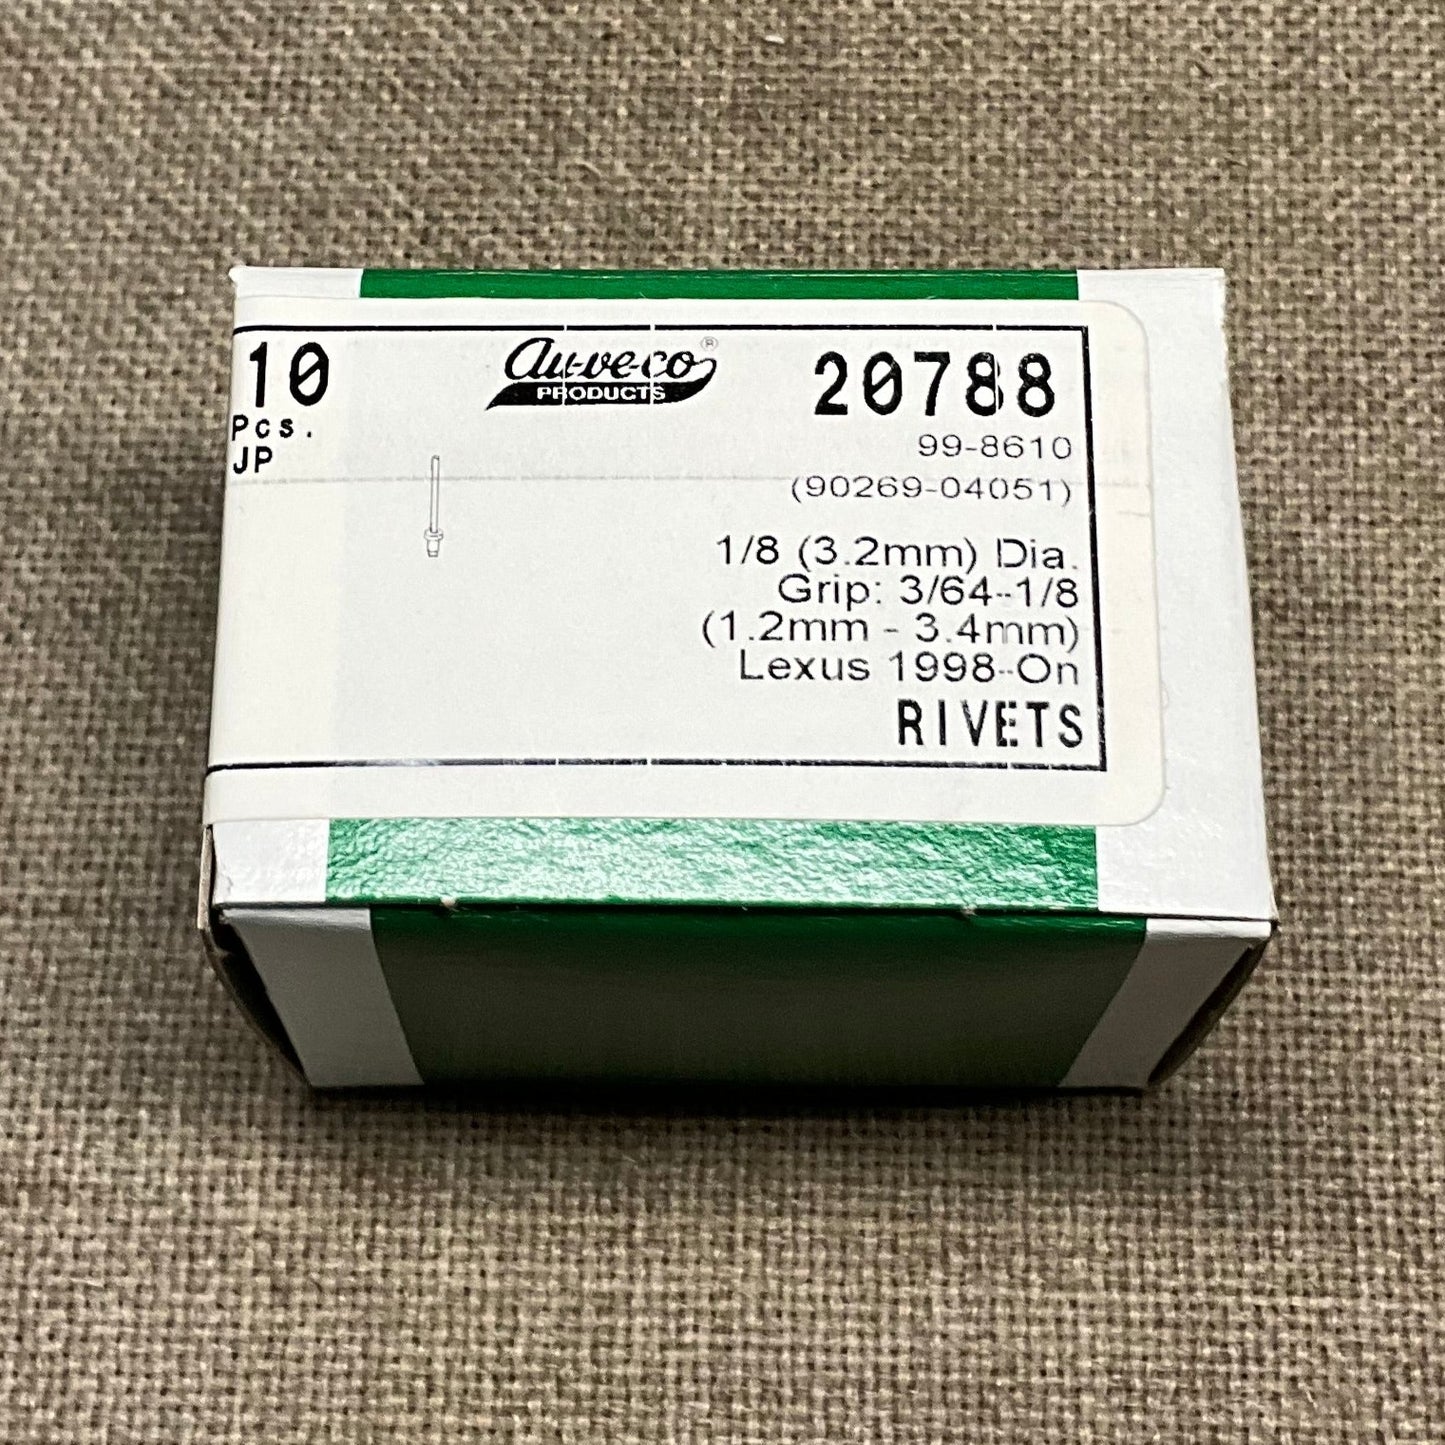 10
Pcs.
JP
au-ve-co®
PRODUCTS
20788
99-8610
(90269-04051)
1/8 (3.2mm) Dia.
Grip: 3/64-1/8
(1.2mm - 3.4mm)
Lexus 1998-On
RIVETS